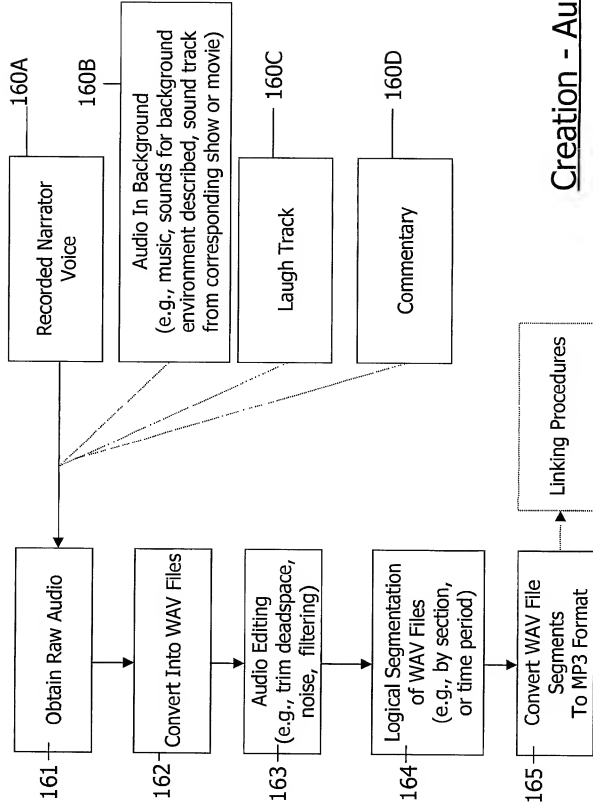 160A
Recorded Narrator
Voice
160B
Audio In Background
(e.g., music, sounds for background
environment described, sound track
from corresponding show or movie)
160C
Laugh Track
160D
Commentary
161
Obtain Raw Audio
162
Convert Into WAV Files
163
Audio Editing
(e.g., trim deadspace,
noise, filtering)
164
Logical Segmentation
of WAV Files
(e.g., by section,
or time period)
165
Convert WAV File
Segments
To MP3 Format
Linking Procedures
Creation - Au